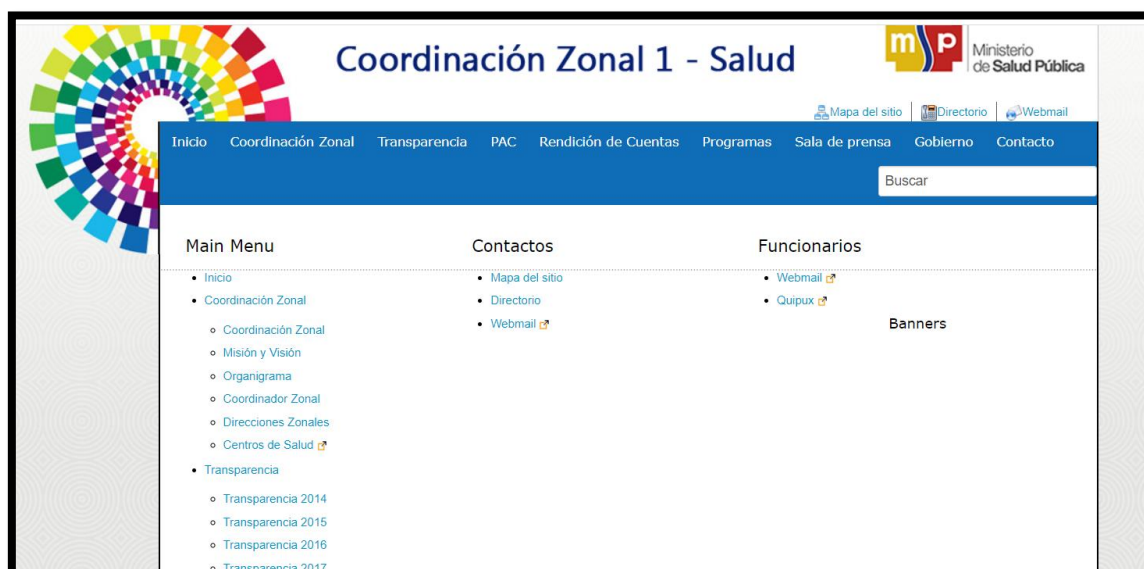 Coordinación Zonal 1 - Salud
m p
Ministerio
de Salud Pública
Mapa del sitio
Directorio
Webmail
Inicio Coordinación Zonal Transparencia PAC Rendición de Cuentas Programas Sala de prensa Gobierno Contacto
Buscar
Main Menu
Inicio
Coordinación Zonal
Coordinación Zonal
Misión y Visión
Organigrama
Coordinador Zonal
Direcciones Zonales
Centros de Salud
Transparencia
Transparencia 2014
Transparencia 2015
Transparencia 2016
Transparencia 2017
Contactos
Mapa del sitio
Directorio
Webmail
Funcionarios
Webmail
Quipux
Banners